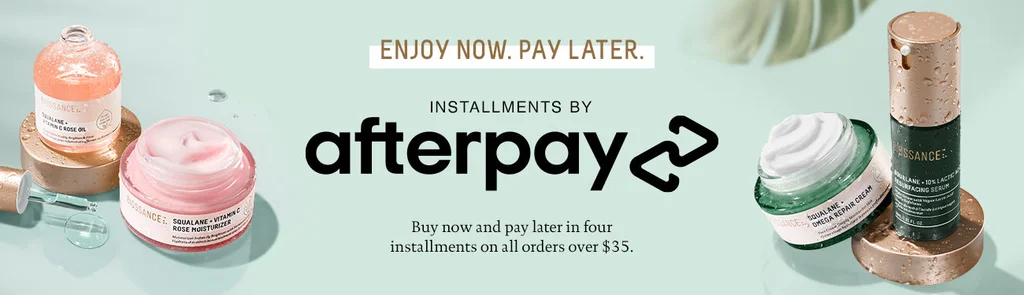 ENJOY NOW. PAY LATER.
INSTALLMENTS BY
afterpay
Buy now and pay later in four
installments on all orders over $35.
BIOSSANCE
SQUALANE +
VITAMIN C ROSE OIL
BIOSSANCE
SQUALANE + VITAMIN C
ROSE MOISTURIZER
BIOSSANCE
SQUALANE +
OMEGA REPAIR CREAM
BIOSSANCE
SQUALANE + 10% LACTIC
RESURFACING SERUM